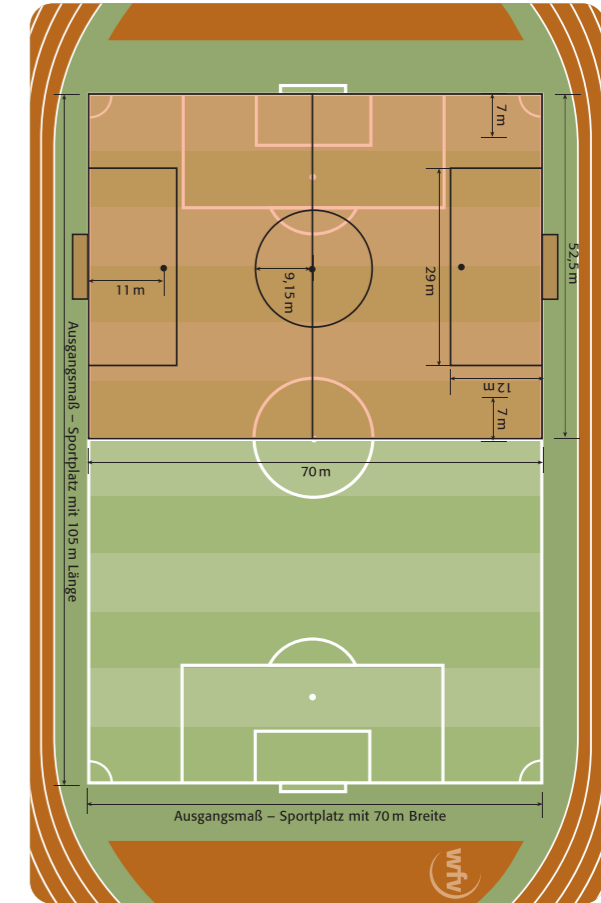 7 m
52,5 m
11 m
9,15 m
29 m
12 m
7 m
70 m
Ausgangsmaß – Sportplatz mit 105 m Länge
Ausgangsmaß – Sportplatz mit 70 m Breite
wfv